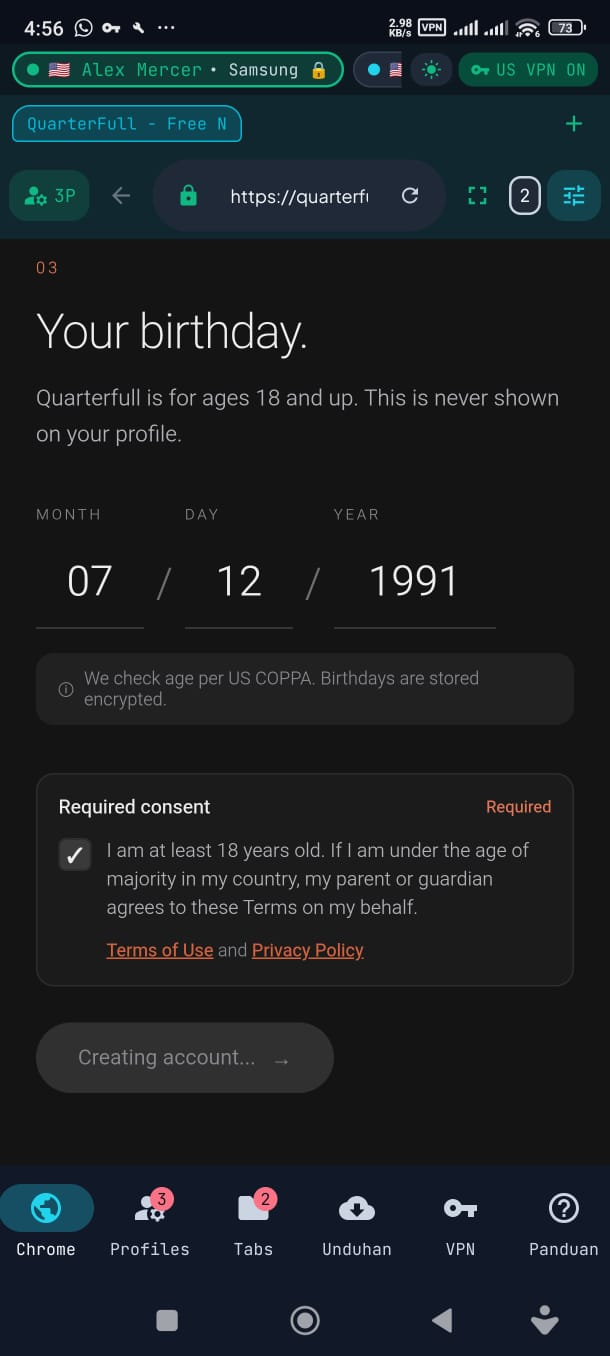 4:56
2.98
KB/s
VPN
6
73
Alex Mercer • Samsung
US VPN ON
QuarterFull - Free N
+
3P
https://quarterfu
2
03
Your birthday.
Quarterfull is for ages 18 and up. This is never shown
on your profile.
MONTH DAY YEAR
07 / 12 / 1991
We check age per US COPPA. Birthdays are stored
encrypted.
Required consent Required
I am at least 18 years old. If I am under the age of
majority in my country, my parent or guardian
agrees to these Terms on my behalf.
Terms of Use and Privacy Policy
Creating account... →
3 2
Chrome Profiles Tabs Unduhan VPN Panduan